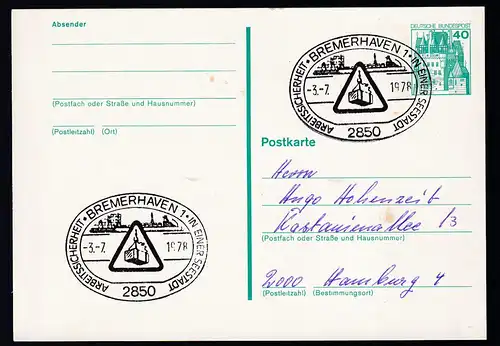 Absender
(Postfach oder Straße und Hausnummer)
(Postleitzahl) (Ort)
BREMERHAVEN 1 · IN EINER SEESTADT
ARBEITSSICHERHEIT ·
-3.-7. 1978
2850
DEUTSCHE BUNDESPOST
40
BREMERHAVEN 1 · IN EINER SEESTADT
ARBEITSSICHERHEIT ·
-3.-7. 1978
2850
Postkarte
Herrn
Hugo Hohenzeib
Kastanienallee 13
(Postfach oder Straße und Hausnummer)
2000 Hamburg 4
(Postleitzahl) (Bestimmungsort)